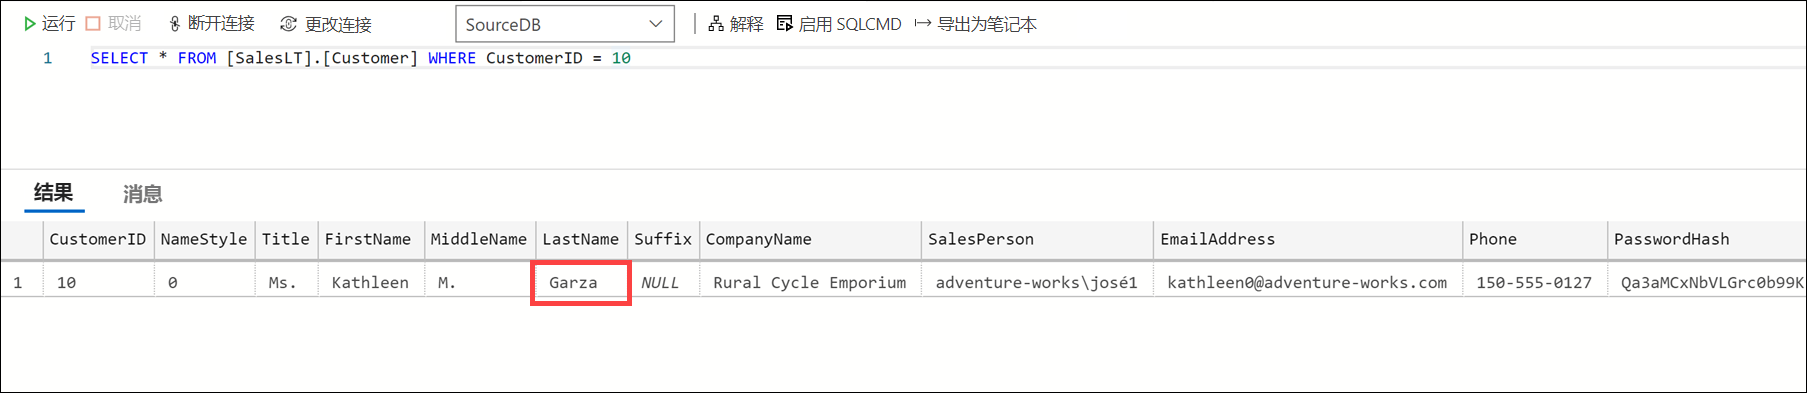 运行 取消 断开连接 更改连接 SourceDB 解释 启用 SQLCMD 导出为笔记本
1 SELECT * FROM [SalesLT].[Customer] WHERE CustomerID = 10
结果 消息
CustomerID NameStyle Title FirstName MiddleName LastName Suffix CompanyName SalesPerson EmailAddress Phone PasswordHash
1 10 0 Ms. Kathleen M. Garza NULL Rural Cycle Emporium adventure-works\josé1 kathleen0@adventure-works.com 150-555-0127 Qa3aMCxNbVLGrc0b99K